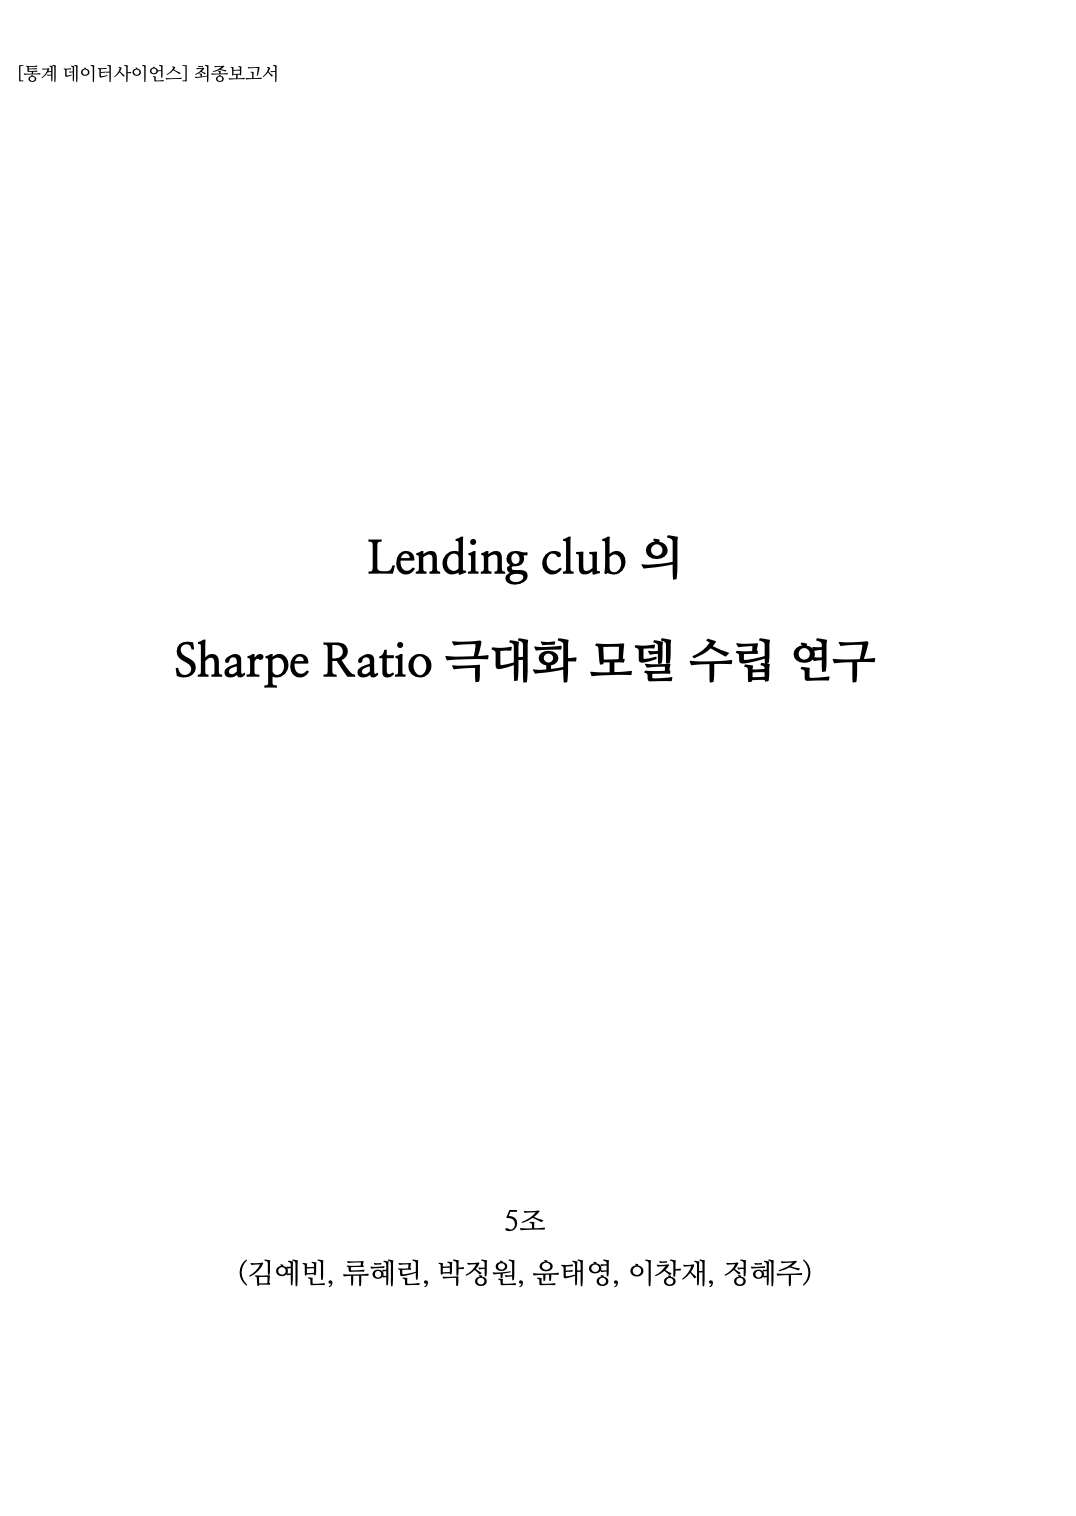 [통계 데이터사이언스] 최종보고서
Lending club 의
Sharpe Ratio 극대화 모델 수립 연구
5조
(김예빈, 류혜린, 박정원, 윤태영, 이창재, 정혜주)